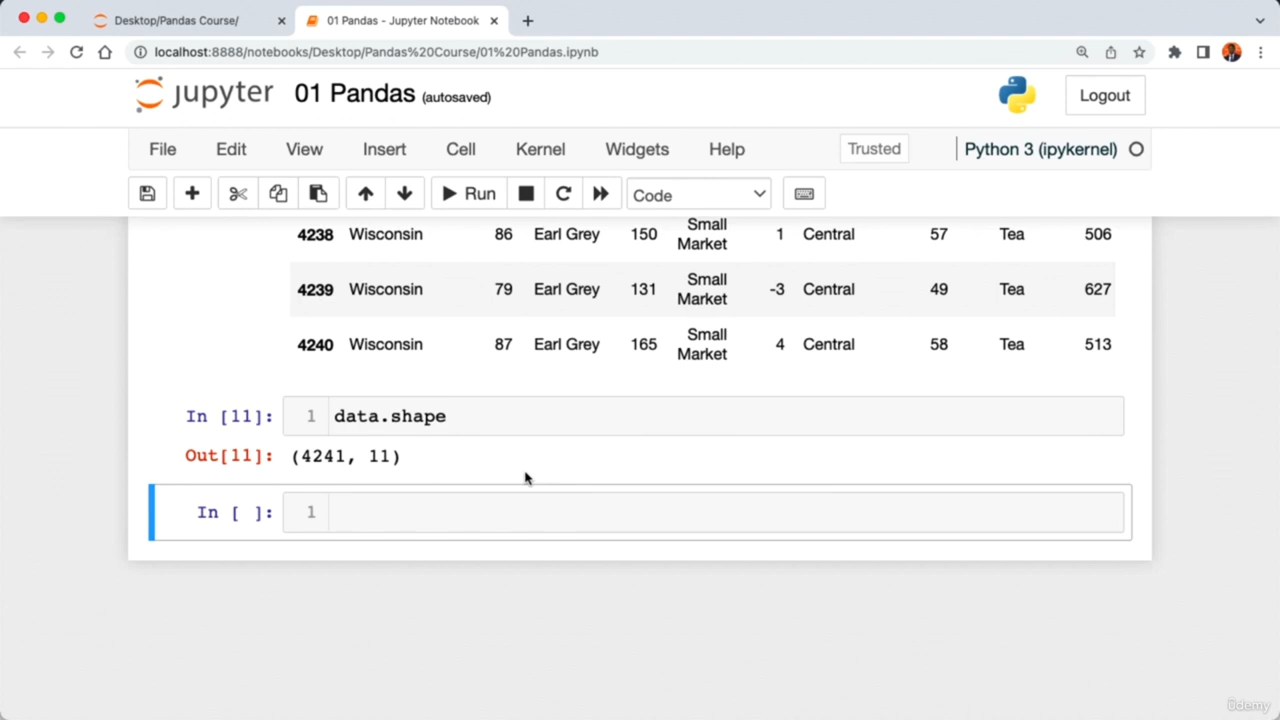 Desktop/Pandas Course/
01 Pandas - Jupyter Notebook
localhost:8888/notebooks/Desktop/Pandas%20Course/01%20Pandas.ipynb
jupyter 01 Pandas (autosaved)
Logout
File Edit View Insert Cell Kernel Widgets Help Trusted Python 3 (ipykernel)
Run Code
4238 Wisconsin 86 Earl Grey 150 Small Market 1 Central 57 Tea 506
4239 Wisconsin 79 Earl Grey 131 Small Market -3 Central 49 Tea 627
4240 Wisconsin 87 Earl Grey 165 Small Market 4 Central 58 Tea 513
In [11]: 1 data.shape
Out[11]: (4241, 11)
In [ ]: 1
ûdemy